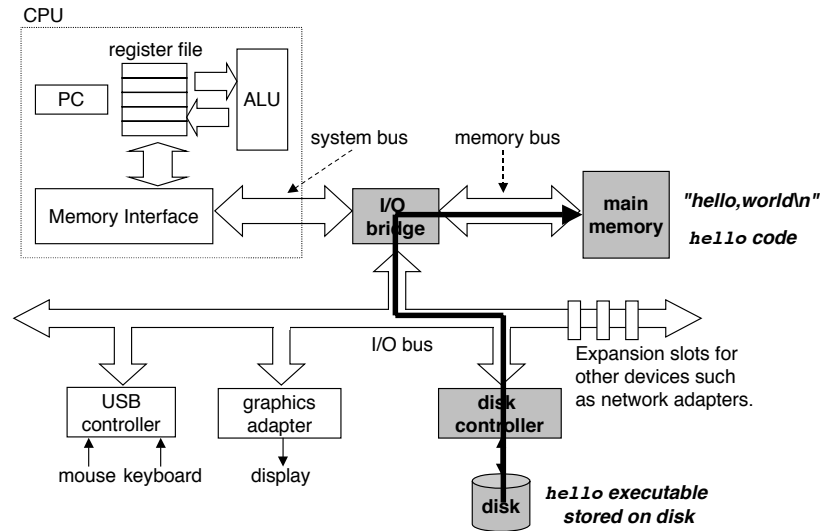 CPU
register file
PC
ALU
system bus
memory bus
Memory Interface
I/O
bridge
main
memory
"hello,world\n"
hello code
I/O bus
Expansion slots for
other devices such
as network adapters.
USB
controller
graphics
adapter
disk
controller
mouse keyboard
display
disk
hello executable
stored on disk